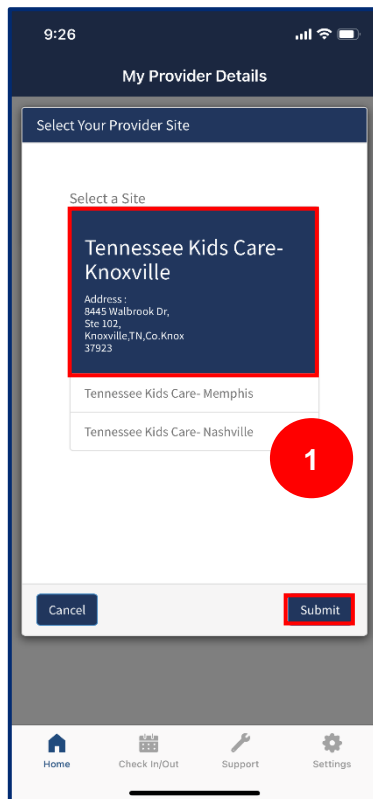 9:26
My Provider Details
Select Your Provider Site
Select a Site
Tennessee Kids Care-
Knoxville
Address :
8445 Walbrook Dr,
Ste 102,
Knoxville,TN,Co.Knox
37923
Tennessee Kids Care- Memphis
Tennessee Kids Care- Nashville
1
Cancel
Submit
Home
Check In/Out
Support
Settings